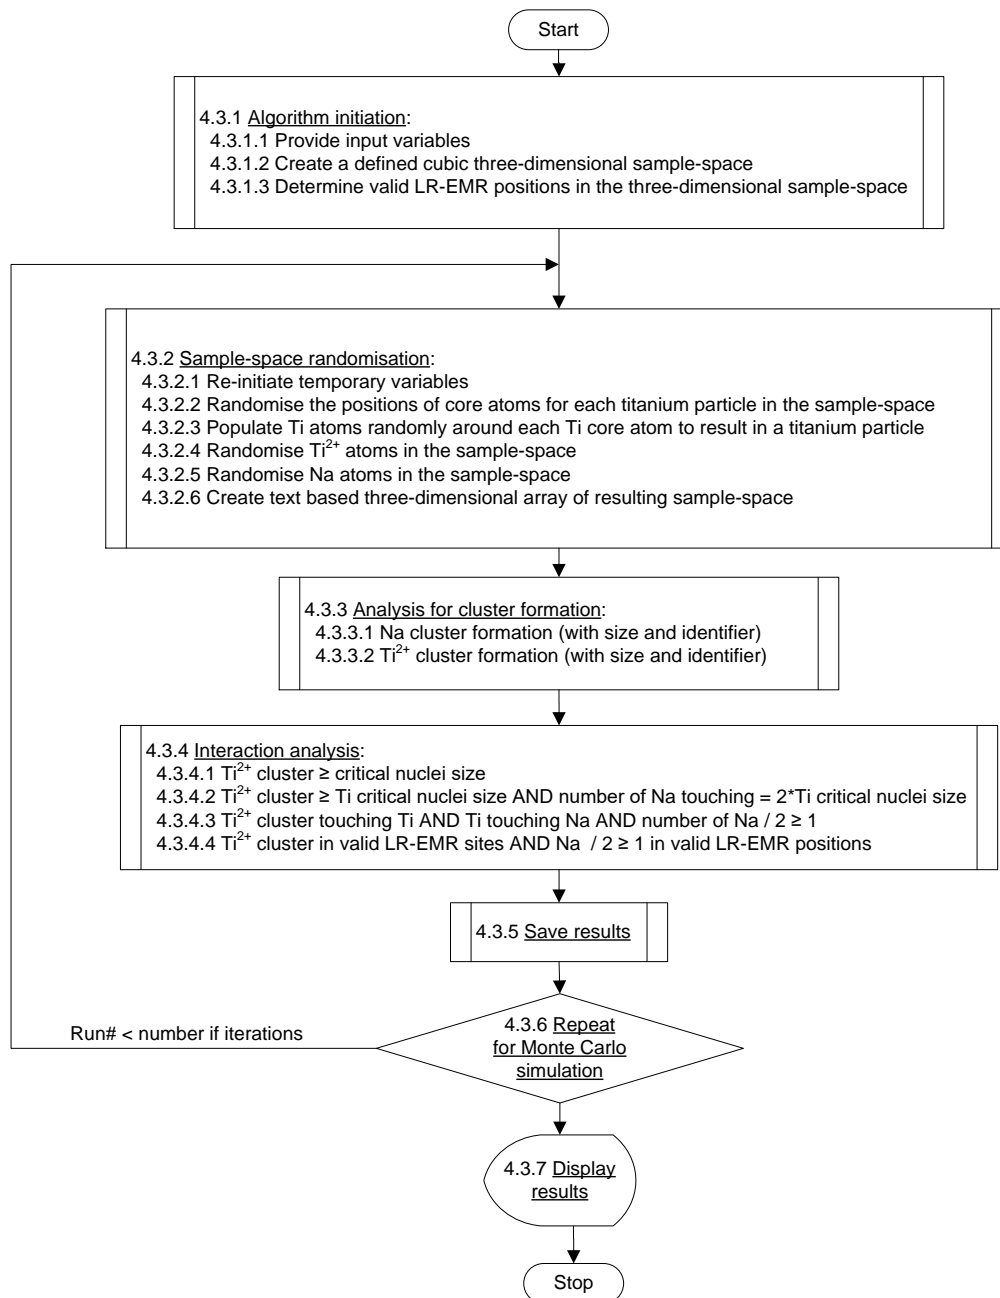 Start
4.3.1 Algorithm initiation:
4.3.1.1 Provide input variables
4.3.1.2 Create a defined cubic three-dimensional sample-space
4.3.1.3 Determine valid LR-EMR positions in the three-dimensional sample-space
4.3.2 Sample-space randomisation:
4.3.2.1 Re-initiate temporary variables
4.3.2.2 Randomise the positions of core atoms for each titanium particle in the sample-space
4.3.2.3 Populate Ti atoms randomly around each Ti core atom to result in a titanium particle
4.3.2.4 Randomise Ti²⁺ atoms in the sample-space
4.3.2.5 Randomise Na atoms in the sample-space
4.3.2.6 Create text based three-dimensional array of resulting sample-space
4.3.3 Analysis for cluster formation:
4.3.3.1 Na cluster formation (with size and identifier)
4.3.3.2 Ti²⁺ cluster formation (with size and identifier)
4.3.4 Interaction analysis:
4.3.4.1 Ti²⁺ cluster ≥ critical nuclei size
4.3.4.2 Ti²⁺ cluster ≥ Ti critical nuclei size AND number of Na touching = 2*Ti critical nuclei size
4.3.4.3 Ti²⁺ cluster touching Ti AND Ti touching Na AND number of Na / 2 ≥ 1
4.3.4.4 Ti²⁺ cluster in valid LR-EMR sites AND Na / 2 ≥ 1 in valid LR-EMR positions
4.3.5 Save results
Run# < number if iterations
4.3.6 Repeat
for Monte Carlo
simulation
4.3.7 Display
results
Stop